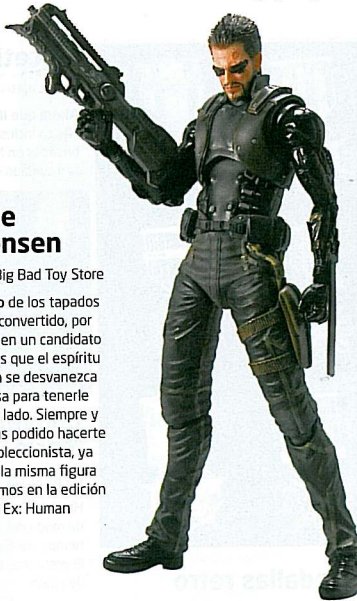 e
nsen
Big Bad Toy Store
o de los tapados
convertido, por
en un candidato
s que el espíritu
se desvanezca
sa para tenerle
lado. Siempre y
as podido hacerte
oleccionista, ya
la misma figura
mos en la edición
Ex: Human